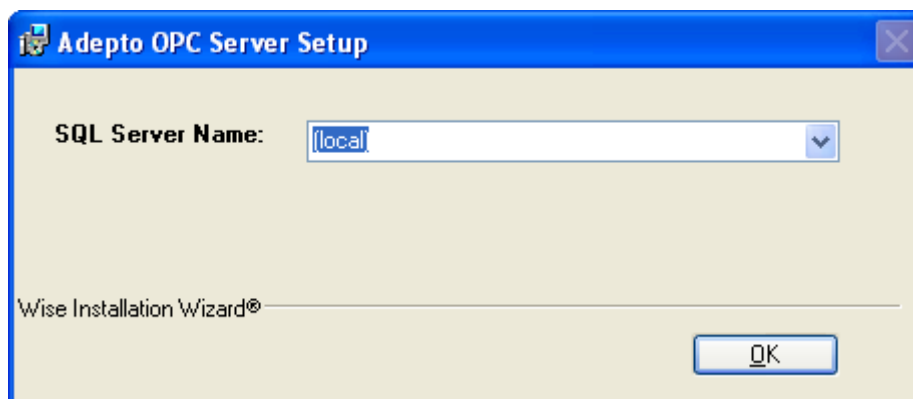 Adepto OPC Server Setup
SQL Server Name:
(local)
Wise Installation Wizard®
OK